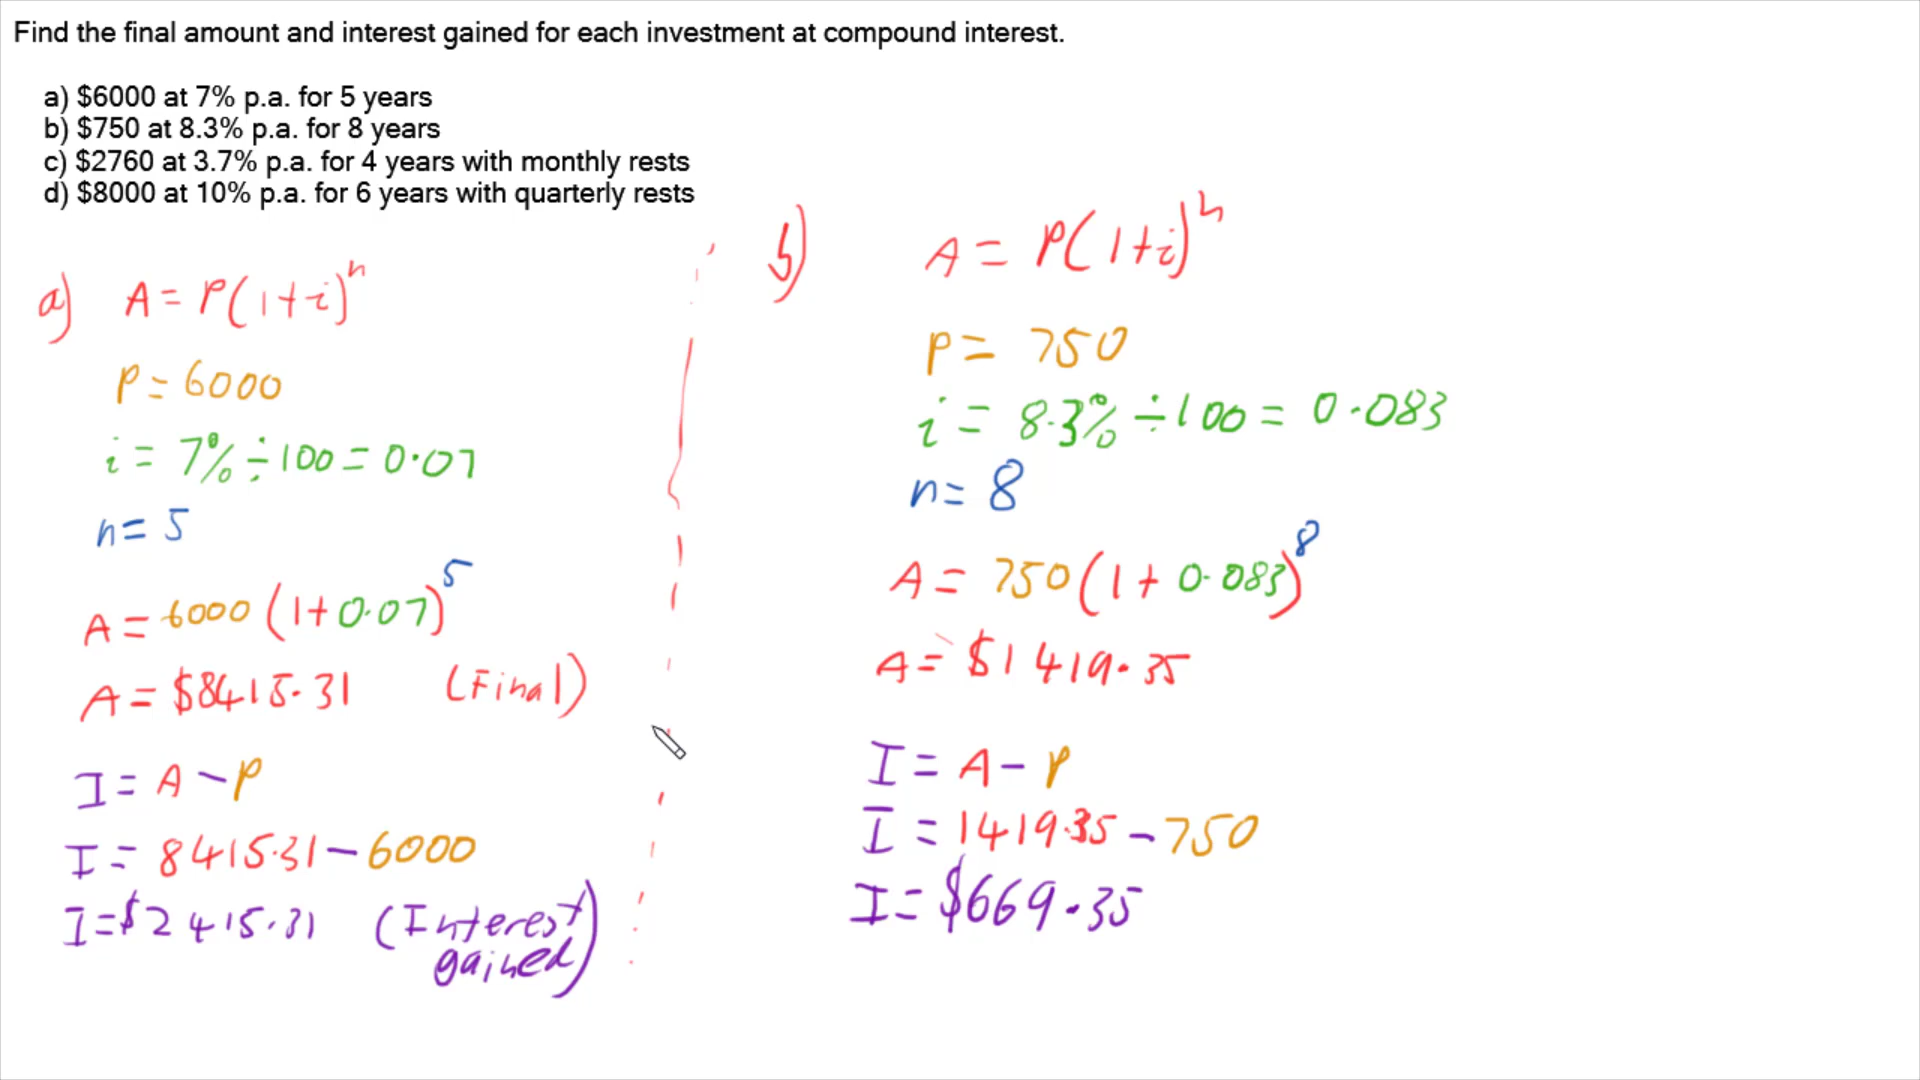 Find the final amount and interest gained for each investment at compound interest.
a) $6000 at 7% p.a. for 5 years
b) $750 at 8.3% p.a. for 8 years
c) $2760 at 3.7% p.a. for 4 years with monthly rests
d) $8000 at 10% p.a. for 6 years with quarterly rests
a) A = P(1+i)^n
P = 6000
i = 7% ÷ 100 = 0.07
n = 5
A = 6000 (1+0.07)^5
A = $8415.31 (Final)
I = A - P
I = 8415.31 - 6000
I = $2415.31 (Interest
gained)
b) A = P(1+i)^n
P = 750
i = 8.3% ÷ 100 = 0.083
n = 8
A = 750 (1 + 0.083)^8
A = $1419.35
I = A - P
I = 1419.35 - 750
I = $669.35